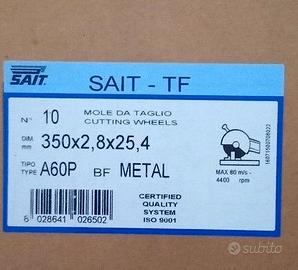 SAIT
SAIT - TF
N° 10 MOLE DA TAGLIO
CUTTING WHEELS
DIM. mm 350x2,8x25,4
TIPO
TYPE A60P BF METAL
MAX 80 m/s -
4400 rpm
CERTIFIED
QUALITY
SYSTEM
ISO 9001
8 028641 026502
subito